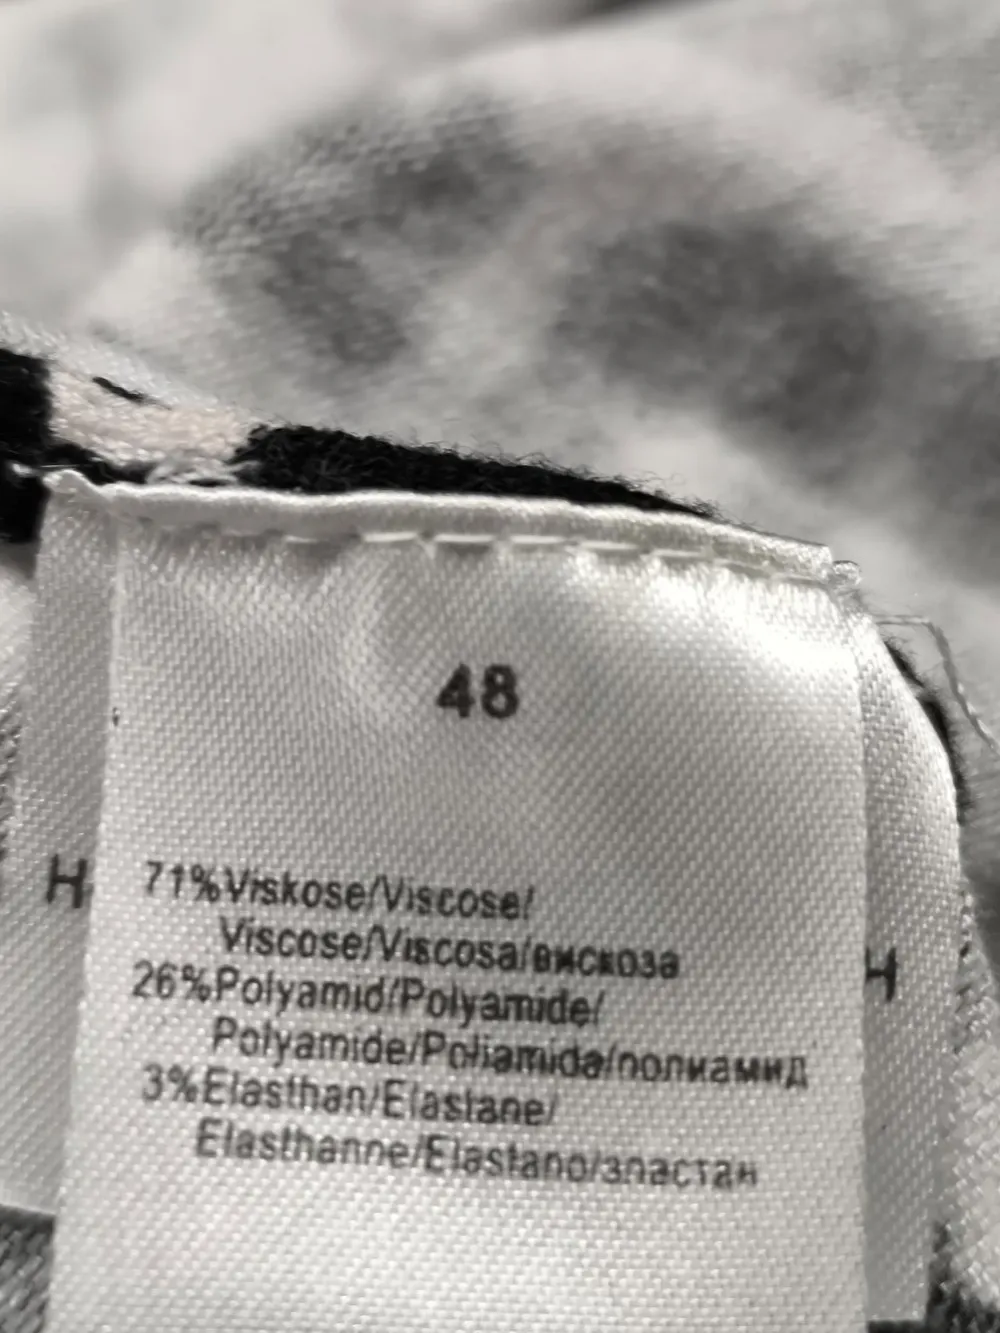 48
71%Viskose/Viscose/
Viscose/Viscosa/вискоза
26%Polyamid/Polyamide/
Polyamide/Poliamida/полиамид
3%Elasthan/Elastane/
Elasthanne/Elastano/эластан
H
H